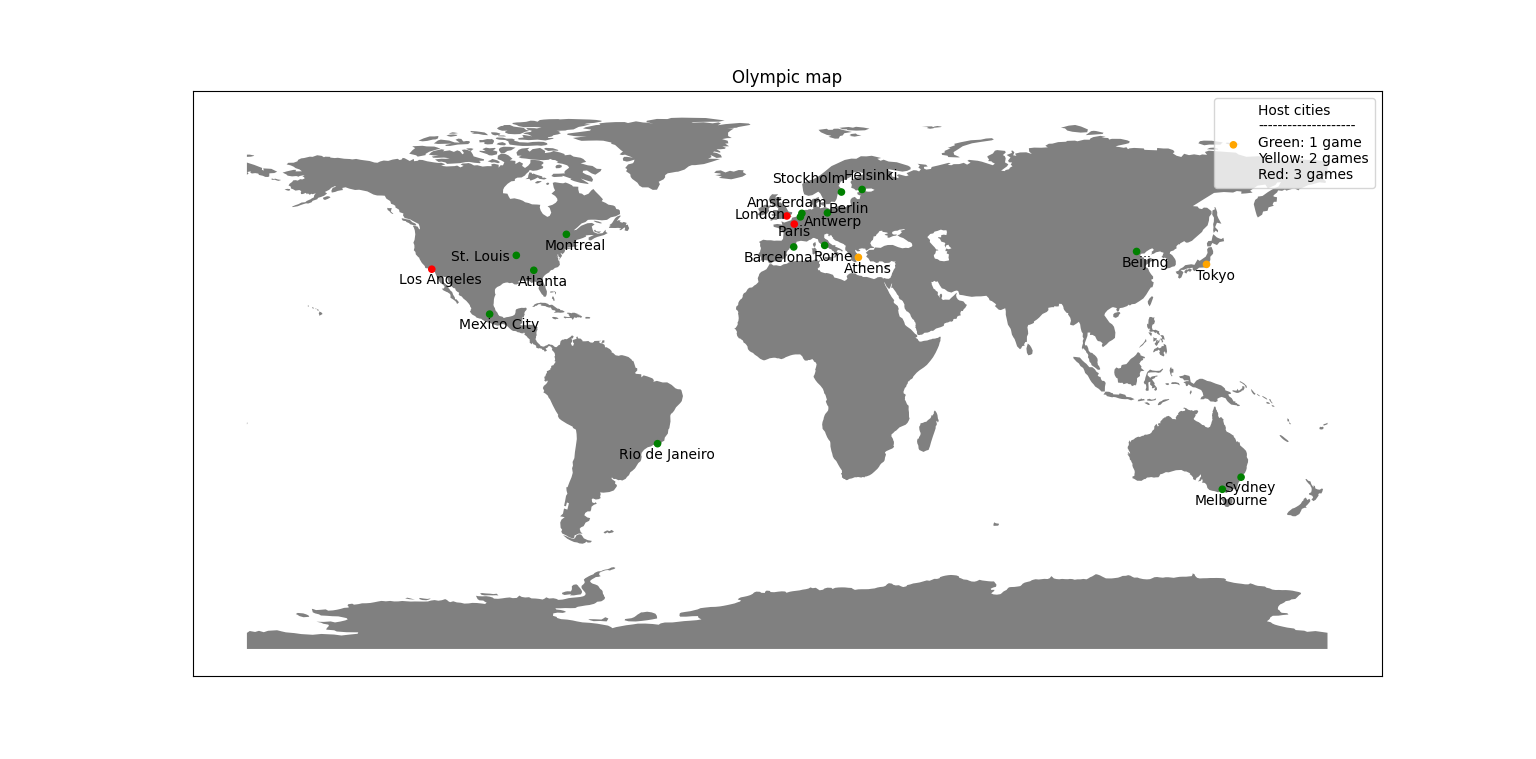 Olympic map
Host cities
--------------------
Green: 1 game
Yellow: 2 games
Red: 3 games
Stockholm
Helsinki
Amsterdam
London
Berlin
Antwerp
Paris
Montreal
St. Louis
Barcelona
Rome
Athens
Beijing
Tokyo
Los Angeles
Atlanta
Mexico City
Rio de Janeiro
Sydney
Melbourne